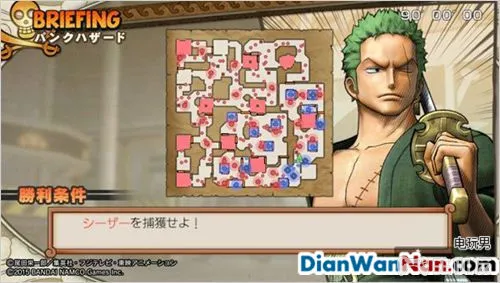 BRIEFING
パンクハザード
90:00:00
勝利条件
シーザーを捕獲せよ！
©尾田栄一郎／集英社・フジテレビ・東映アニメーション
©2015 BANDAI NAMCO Games Inc.
电玩男
DianWanNan.com